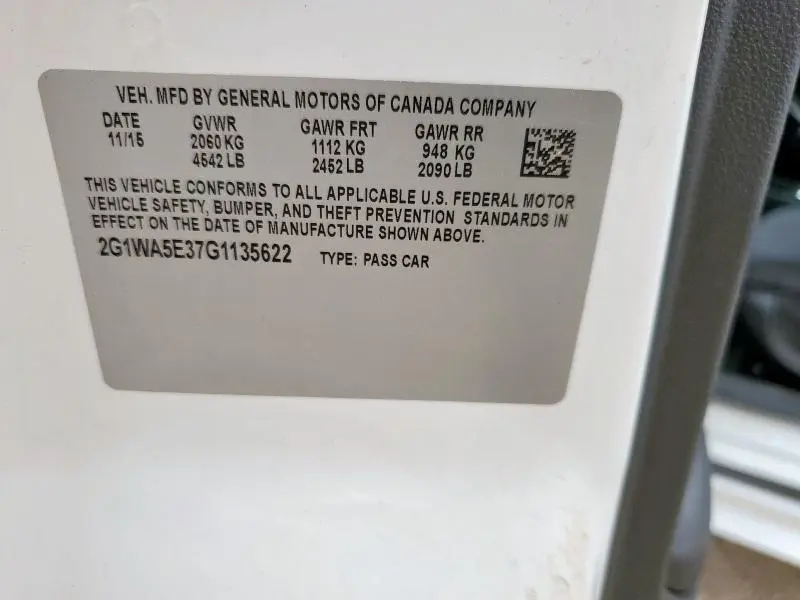 VEH. MFD BY GENERAL MOTORS OF CANADA COMPANY
DATE GVWR GAWR FRT GAWR RR
11/15 2060 KG 1112 KG 948 KG
4542 LB 2452 LB 2090 LB
THIS VEHICLE CONFORMS TO ALL APPLICABLE U.S. FEDERAL MOTOR
VEHICLE SAFETY, BUMPER, AND THEFT PREVENTION STANDARDS IN
EFFECT ON THE DATE OF MANUFACTURE SHOWN ABOVE.
2G1WA5E37G1135622 TYPE: PASS CAR